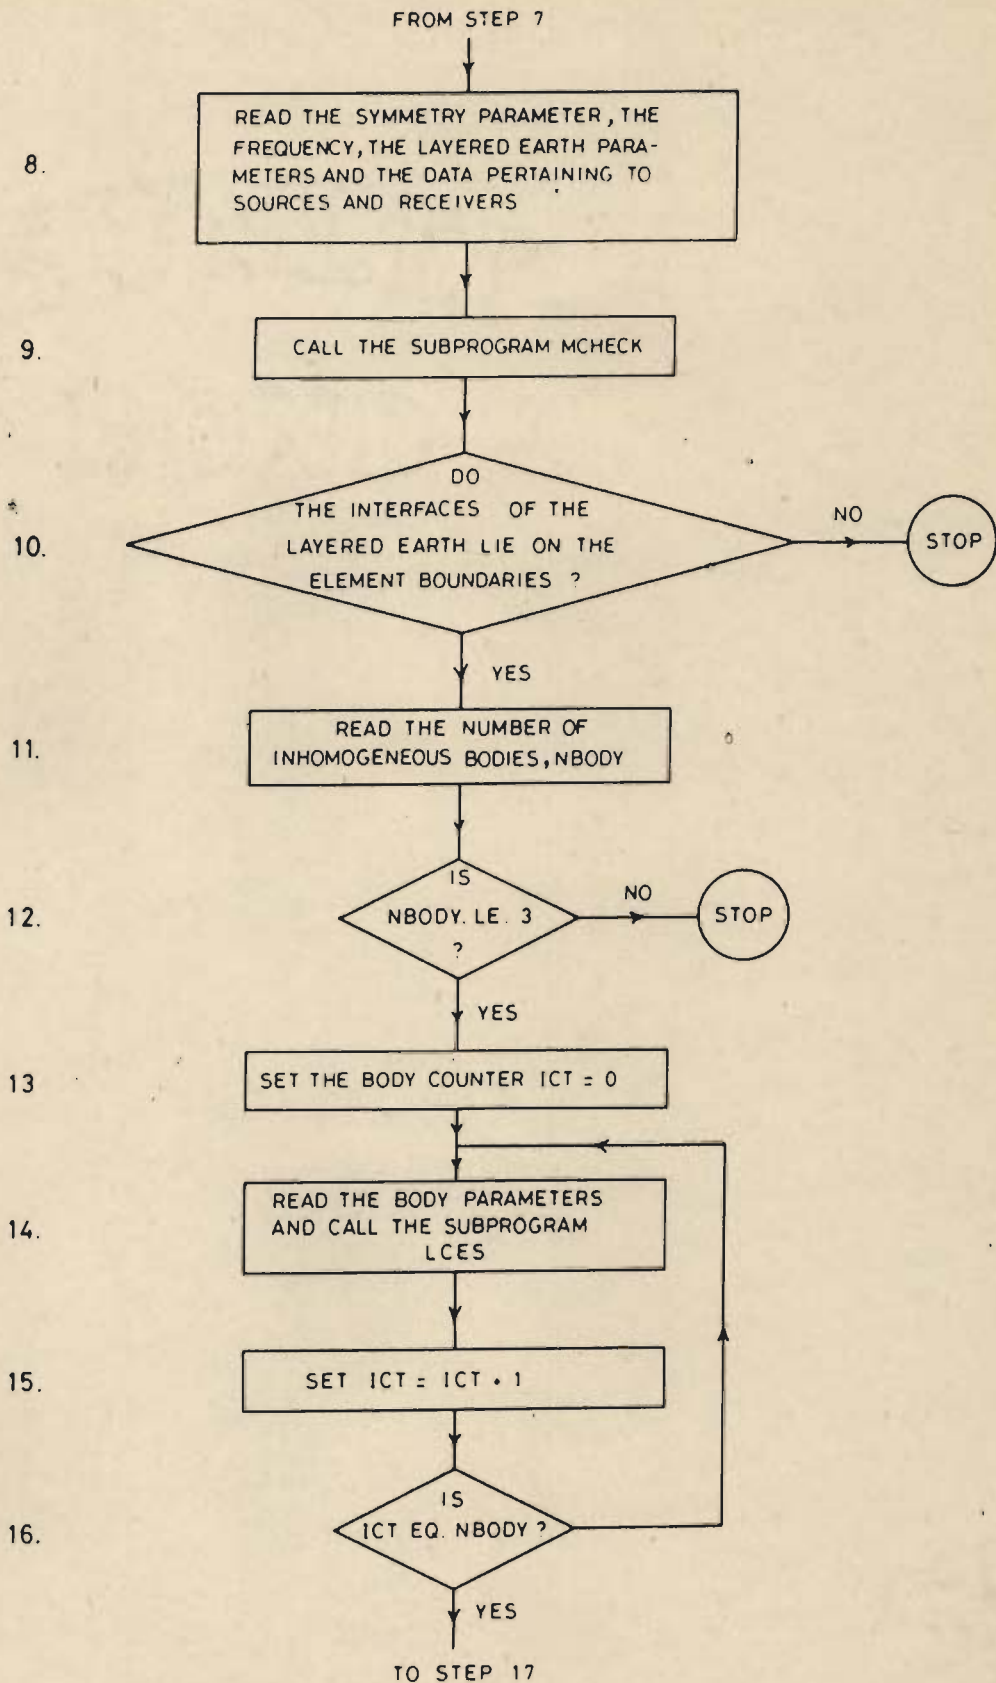 FROM STEP 7
8.
READ THE SYMMETRY PARAMETER, THE
FREQUENCY, THE LAYERED EARTH PARA-
METERS AND THE DATA PERTAINING TO
SOURCES AND RECEIVERS
9.
CALL THE SUBPROGRAM MCHECK
10.
DO
THE INTERFACES OF THE
LAYERED EARTH LIE ON THE
ELEMENT BOUNDARIES ?
NO
STOP
YES
11.
READ THE NUMBER OF
INHOMOGENEOUS BODIES, NBODY
12.
IS
NBODY. LE. 3
?
NO
STOP
YES
13
SET THE BODY COUNTER ICT = 0
14.
READ THE BODY PARAMETERS
AND CALL THE SUBPROGRAM
LCES
15.
SET ICT = ICT + 1
16.
IS
ICT EQ. NBODY ?
YES
TO STEP 17